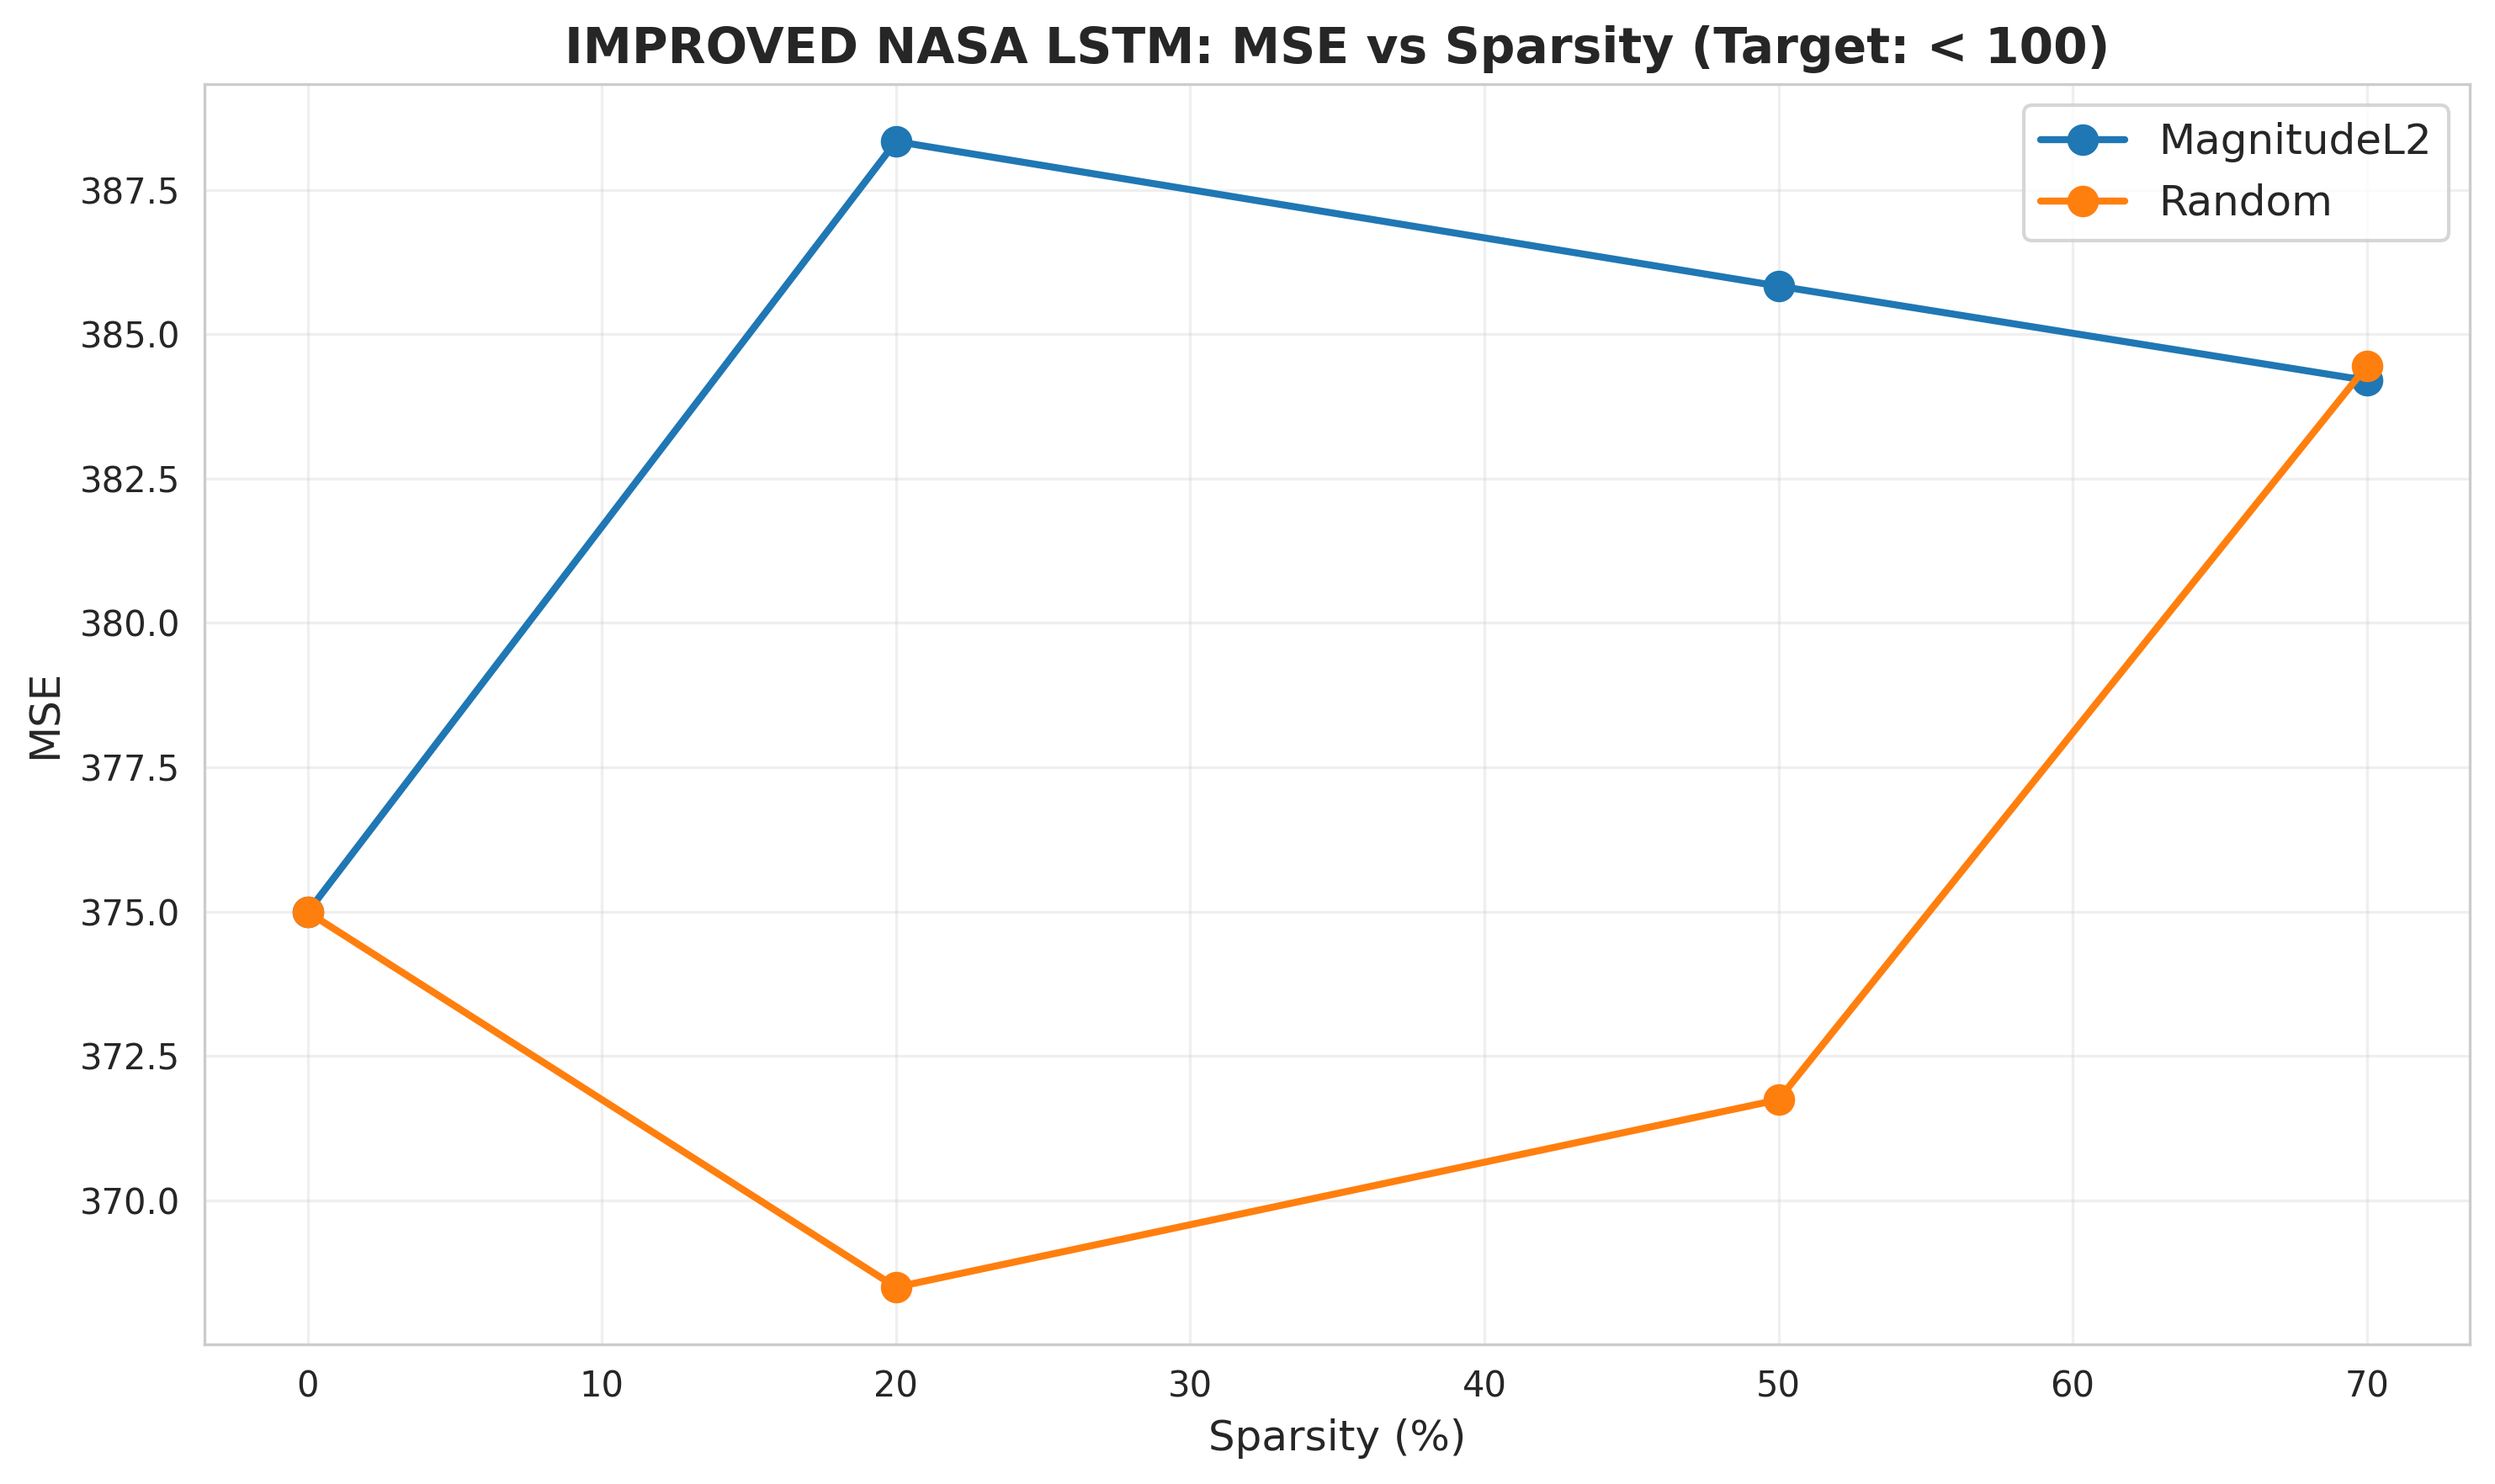 IMPROVED NASA LSTM: MSE vs Sparsity (Target: < 100)
MagnitudeL2
Random
387.5
385.0
382.5
380.0
377.5
375.0
372.5
370.0
MSE
0 10 20 30 40 50 60 70
Sparsity (%)